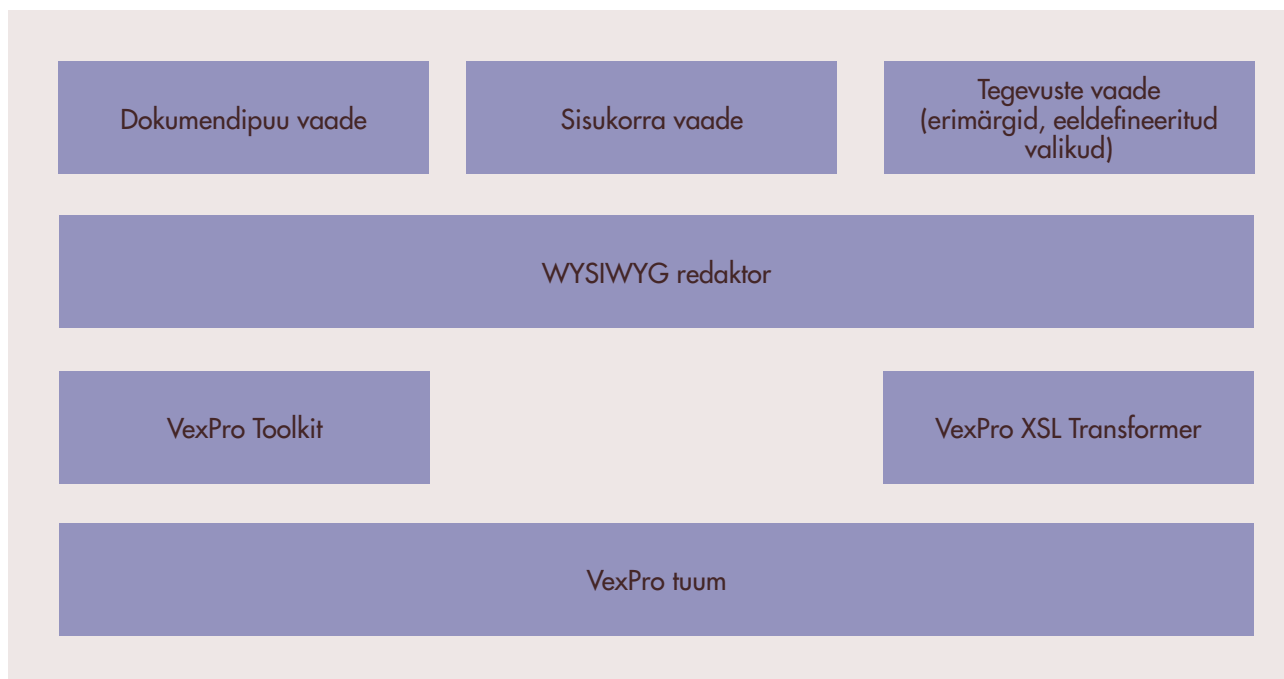 Dokumendipuu vaade
Sisukorra vaade
Tegevuste vaade
(erimärgid, eeldefineeritud
valikud)
WYSIWYG redaktor
VexPro Toolkit
VexPro XSL Transformer
VexPro tuum